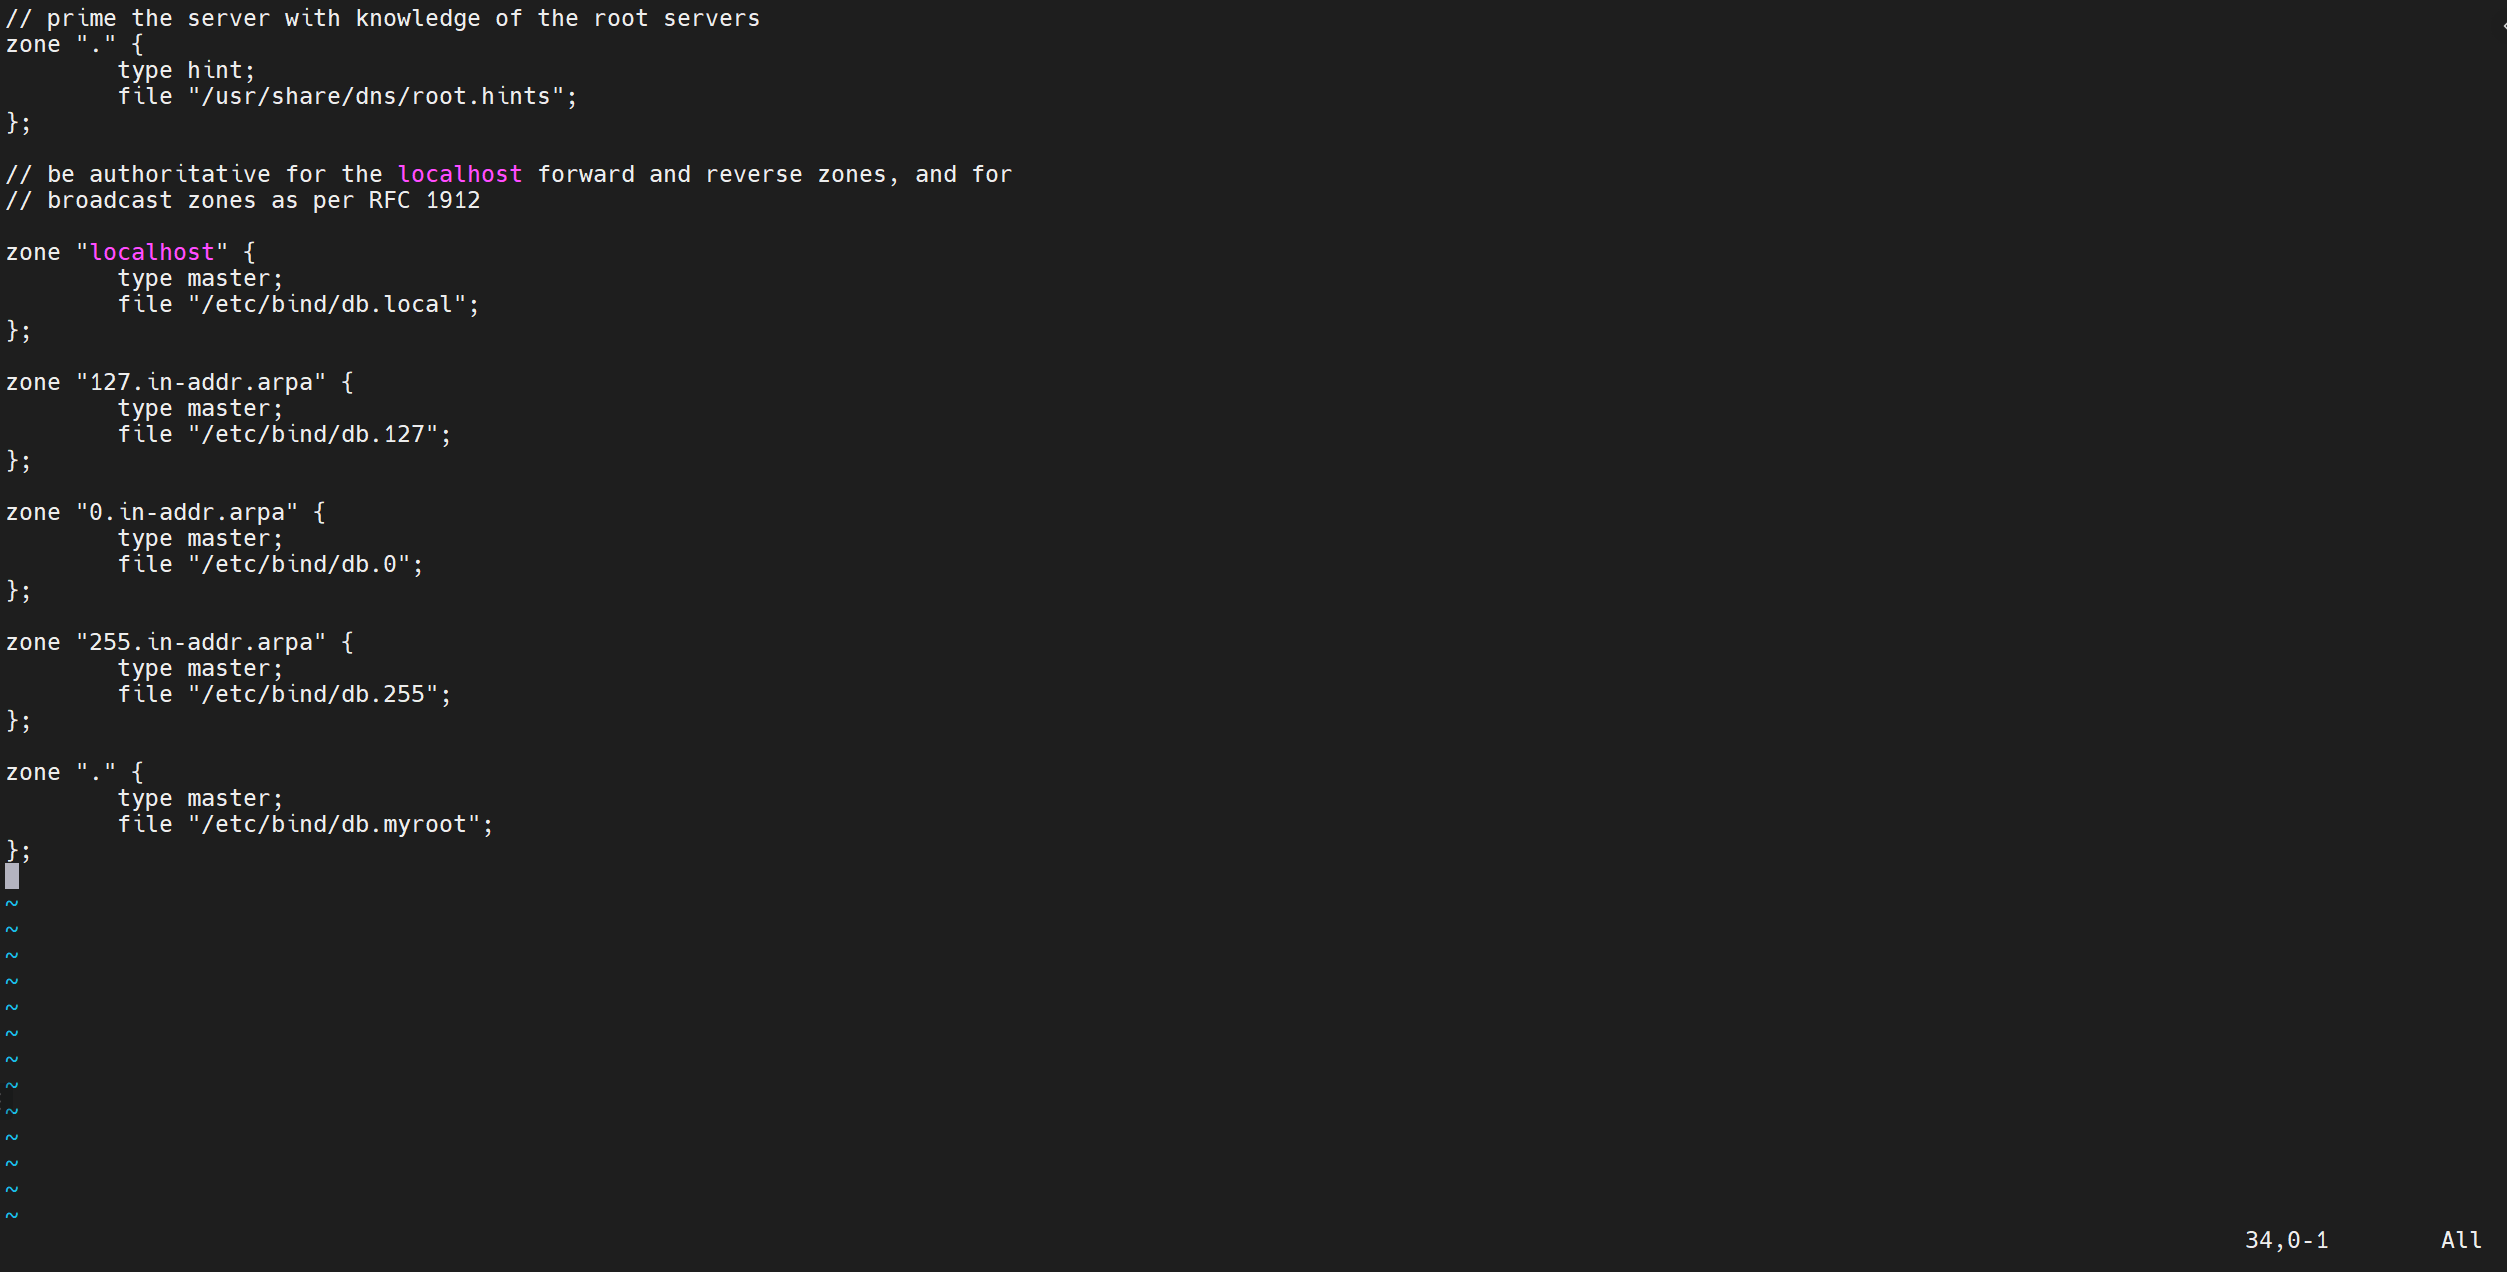 // prime the server with knowledge of the root servers
zone "." {
        type hint;
        file "/usr/share/dns/root.hints";
};

// be authoritative for the localhost forward and reverse zones, and for
// broadcast zones as per RFC 1912

zone "localhost" {
        type master;
        file "/etc/bind/db.local";
};

zone "127.in-addr.arpa" {
        type master;
        file "/etc/bind/db.127";
};

zone "0.in-addr.arpa" {
        type master;
        file "/etc/bind/db.0";
};

zone "255.in-addr.arpa" {
        type master;
        file "/etc/bind/db.255";
};

zone "." {
        type master;
        file "/etc/bind/db.myroot";
};

~
~
~
~
~
~
~
~
~
~
~
~
~
34,0-1        All